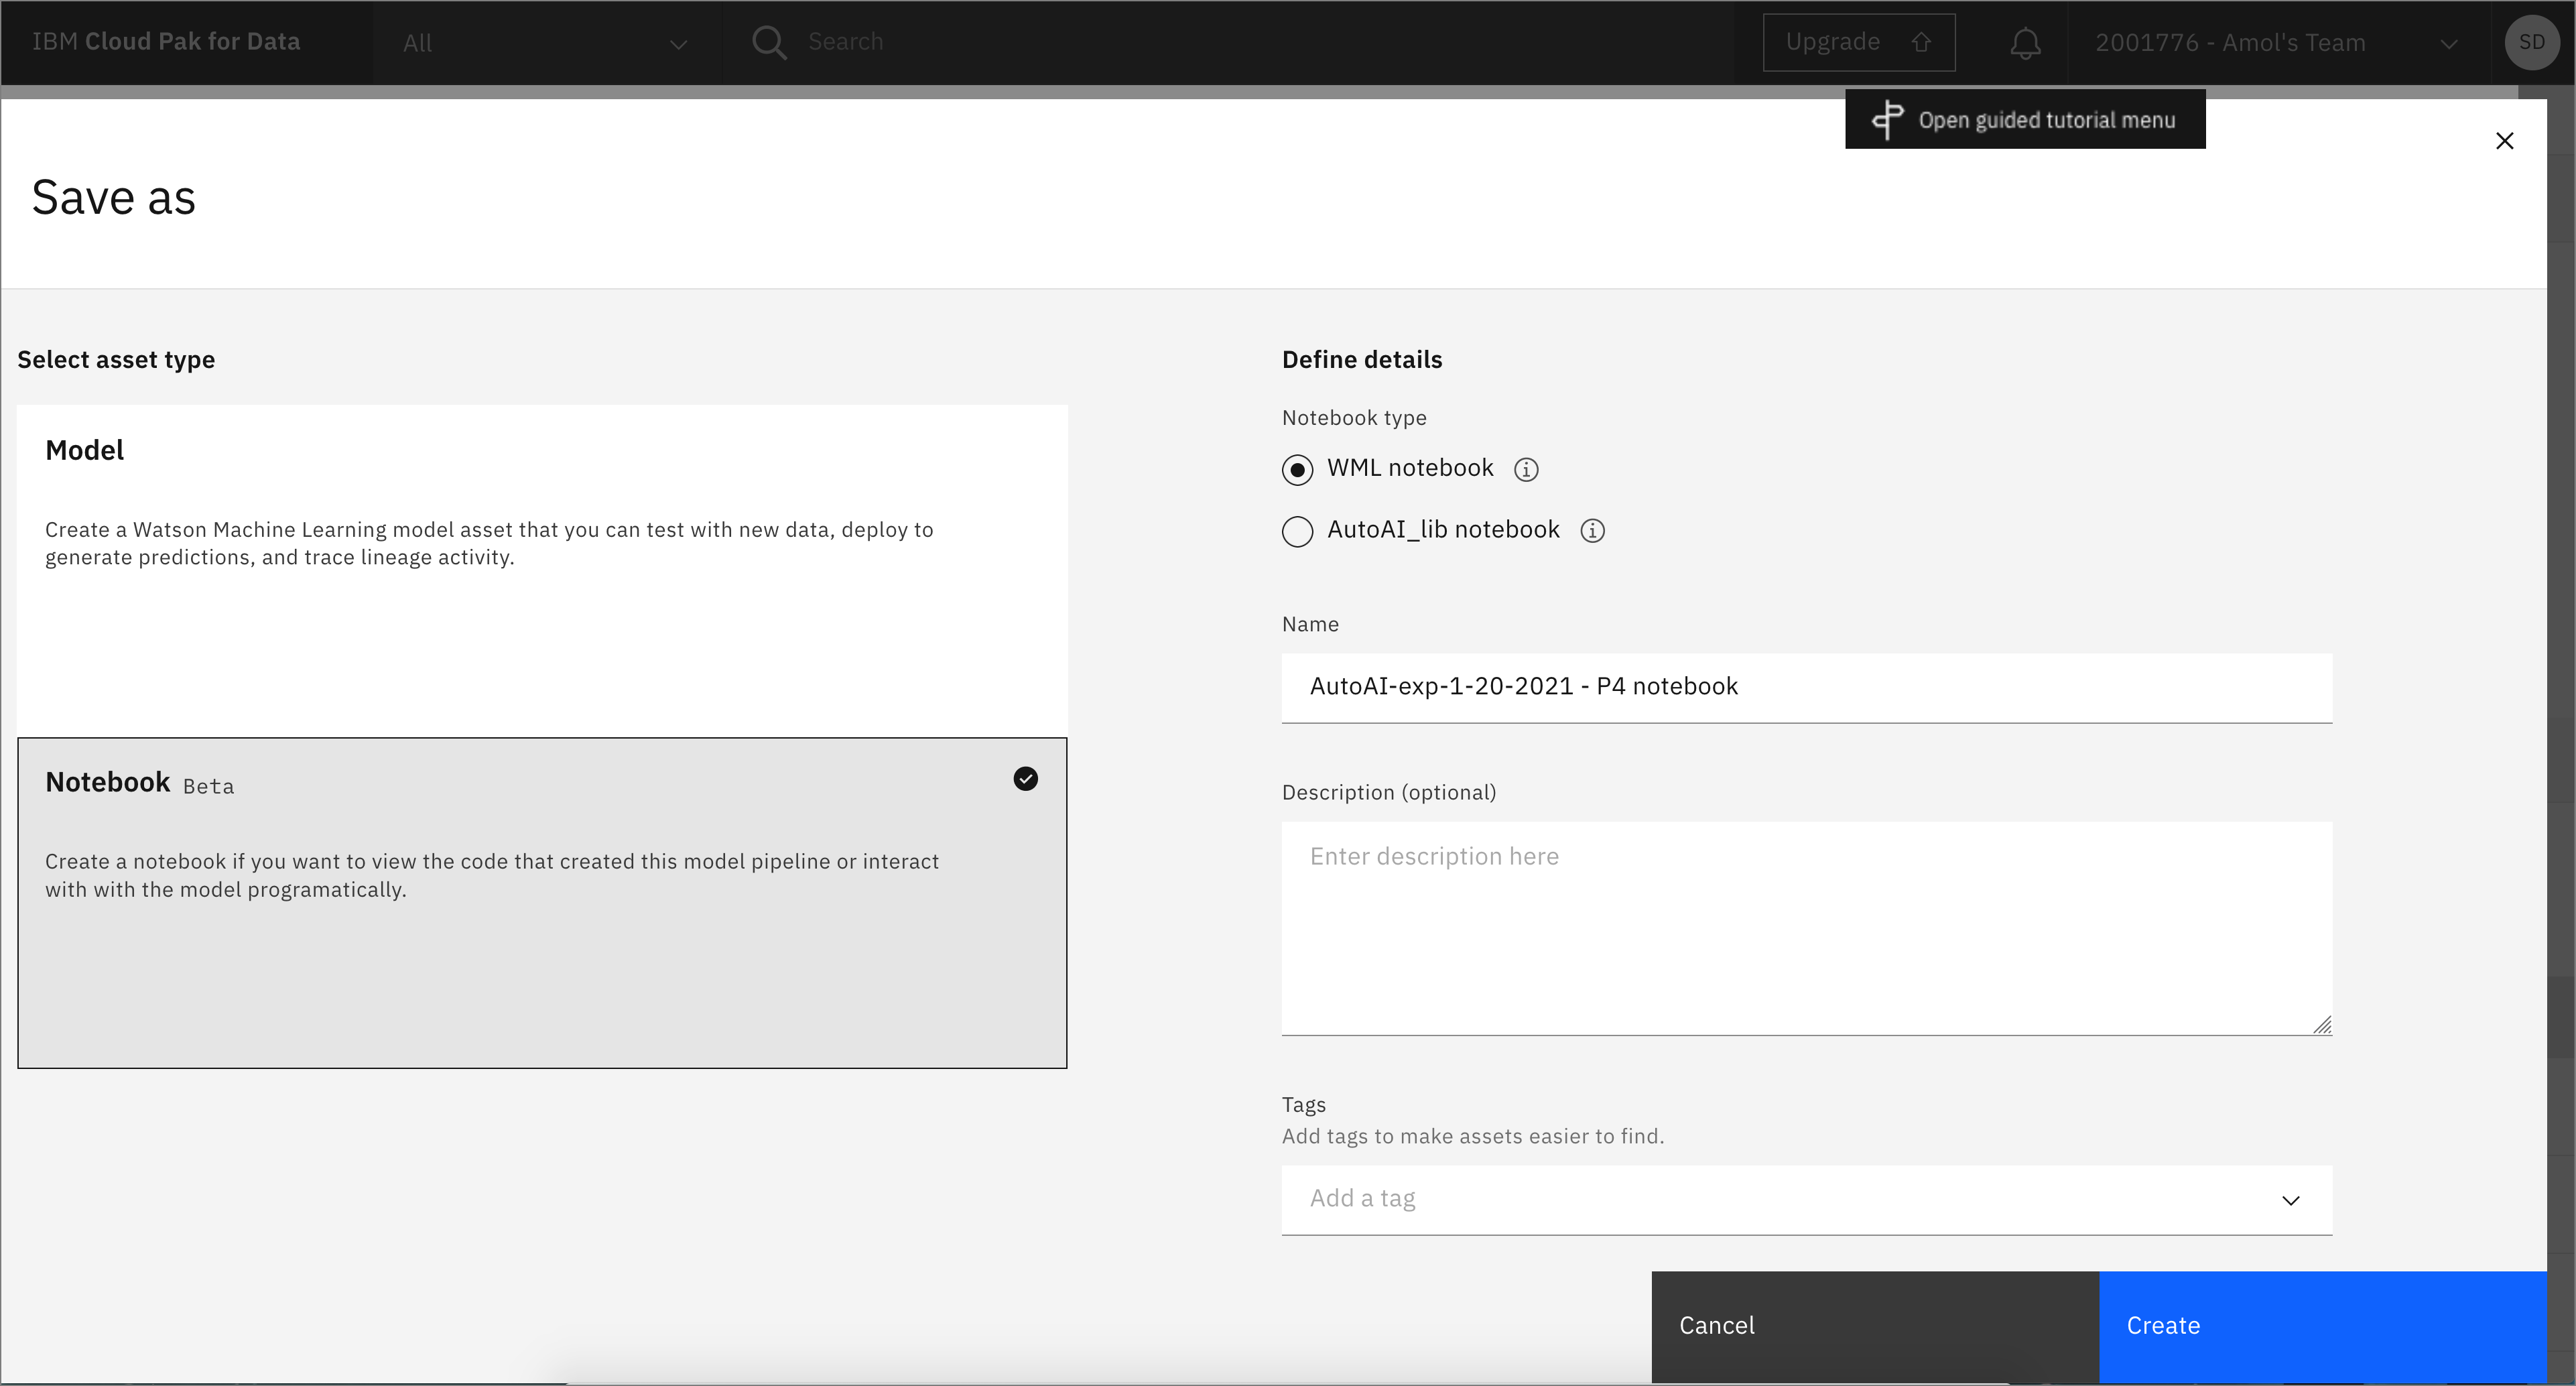 IBM Cloud Pak for Data
All
Search
Upgrade
2001776 - Amol's Team
SD
Open guided tutorial menu
Save as
Select asset type
Model
Create a Watson Machine Learning model asset that you can test with new data, deploy to
generate predictions, and trace lineage activity.
Notebook Beta
Create a notebook if you want to view the code that created this model pipeline or interact
with with the model programatically.
Define details
Notebook type
WML notebook
AutoAI_lib notebook
Name
AutoAI-exp-1-20-2021 - P4 notebook
Description (optional)
Enter description here
Tags
Add tags to make assets easier to find.
Add a tag
Cancel
Create